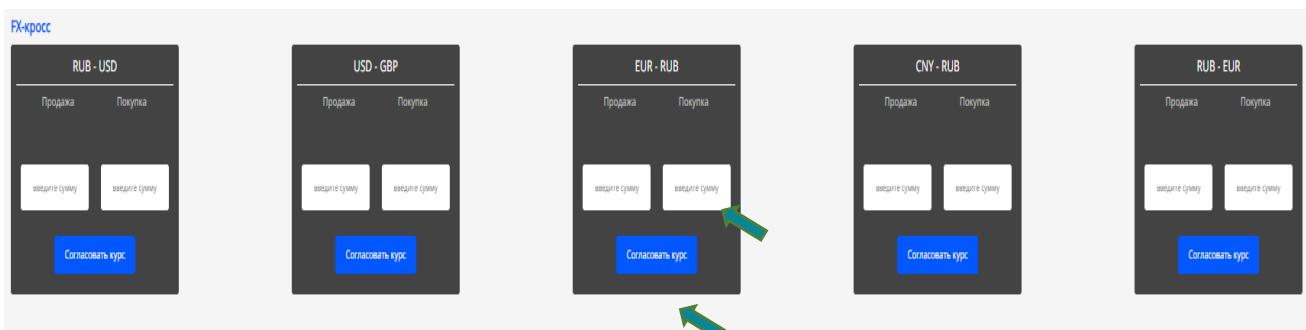 FX-кросс
RUB - USD
Продажа Покупка
введите сумму введите сумму
Согласовать курс
USD - GBP
Продажа Покупка
введите сумму введите сумму
Согласовать курс
EUR - RUB
Продажа Покупка
введите сумму введите сумму
Согласовать курс
CNY - RUB
Продажа Покупка
введите сумму введите сумму
Согласовать курс
RUB - EUR
Продажа Покупка
введите сумму введите сумму
Согласовать курс